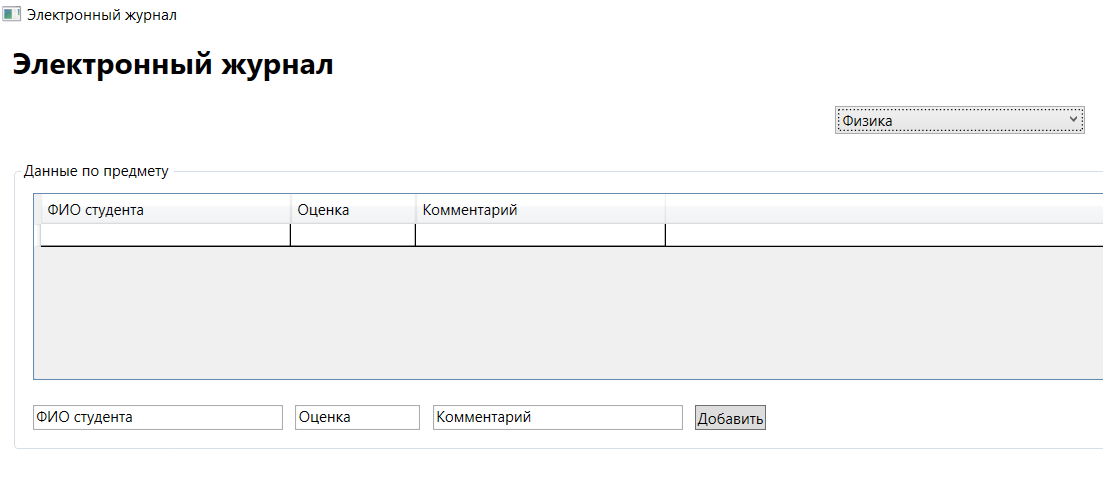 Электронный журнал
Электронный журнал
Физика
Данные по предмету
ФИО студента Оценка Комментарий
ФИО студента Оценка Комментарий Добавить